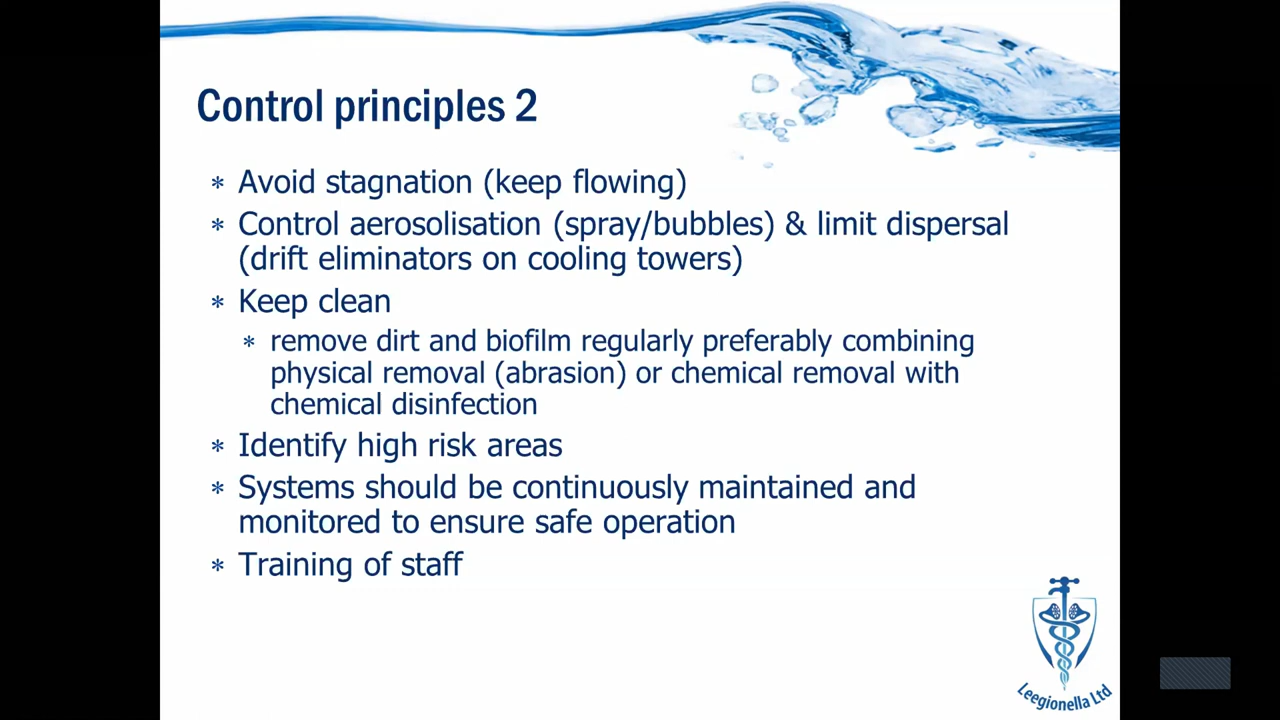 Control principles 2
* Avoid stagnation (keep flowing)
* Control aerosolisation (spray/bubbles) & limit dispersal
(drift eliminators on cooling towers)
* Keep clean
* remove dirt and biofilm regularly preferably combining
physical removal (abrasion) or chemical removal with
chemical disinfection
* Identify high risk areas
* Systems should be continuously maintained and
monitored to ensure safe operation
* Training of staff
Leegionella Ltd